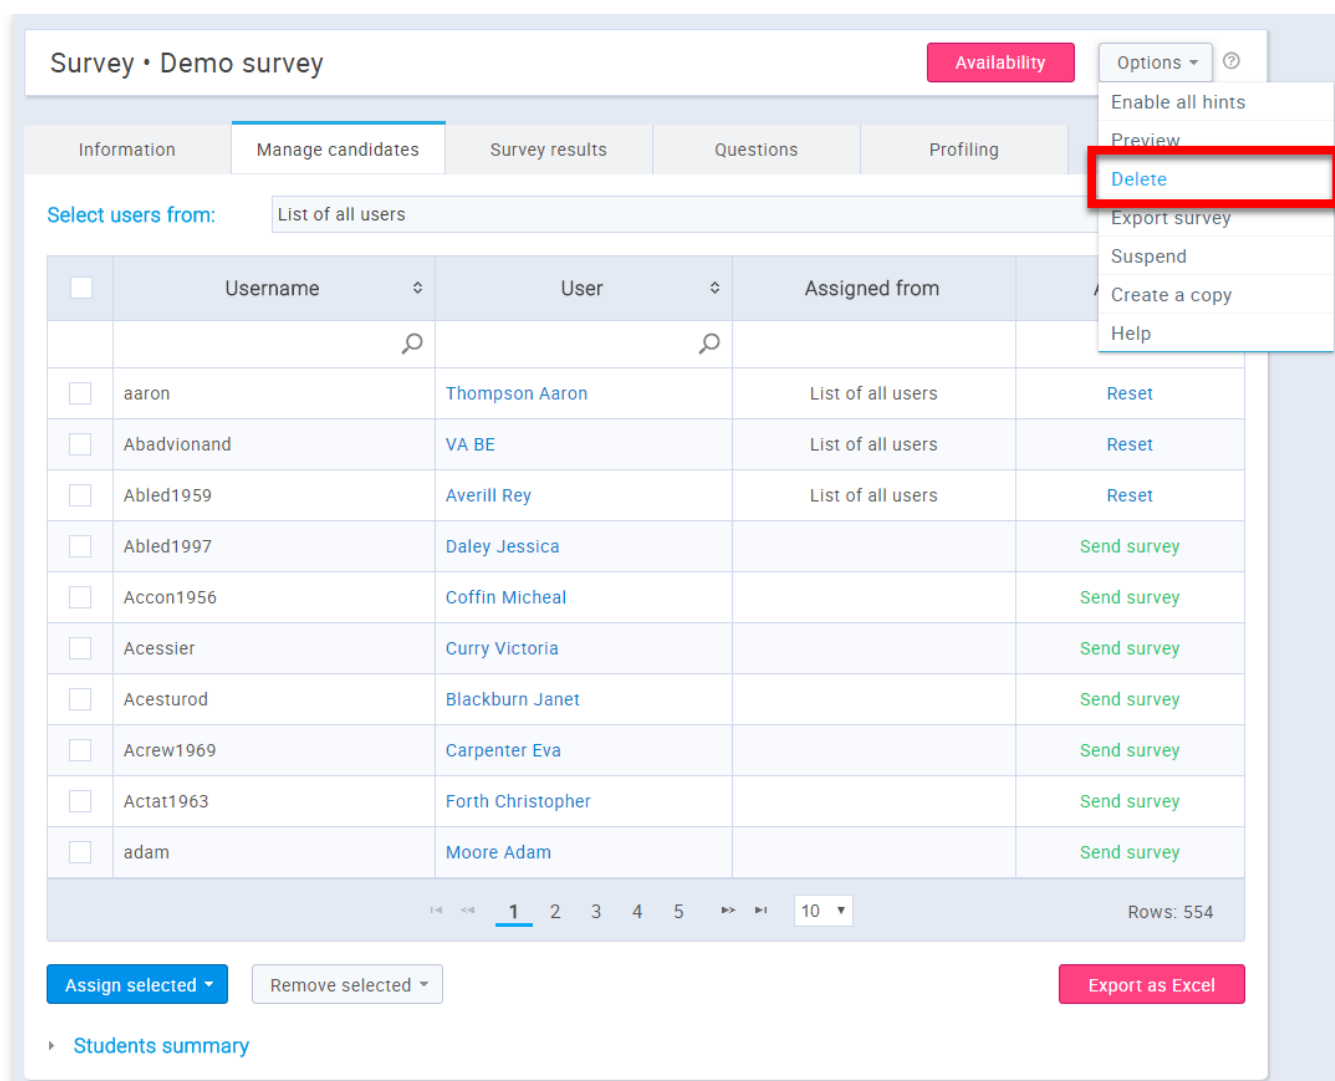 Survey • Demo survey
Availability
Options
Enable all hints
Preview
Delete
Export survey
Suspend
Create a copy
Help
Information
Manage candidates
Survey results
Questions
Profiling
Select users from:
List of all users
Username User Assigned from
aaron Thompson Aaron List of all users Reset
Abadvionand VA BE List of all users Reset
Abled1959 Averill Rey List of all users Reset
Abled1997 Daley Jessica Send survey
Accon1956 Coffin Micheal Send survey
Acessier Curry Victoria Send survey
Acesturod Blackburn Janet Send survey
Acrew1969 Carpenter Eva Send survey
Actat1963 Forth Christopher Send survey
adam Moore Adam Send survey
1 2 3 4 5 10 Rows: 554
Assign selected
Remove selected
Export as Excel
Students summary